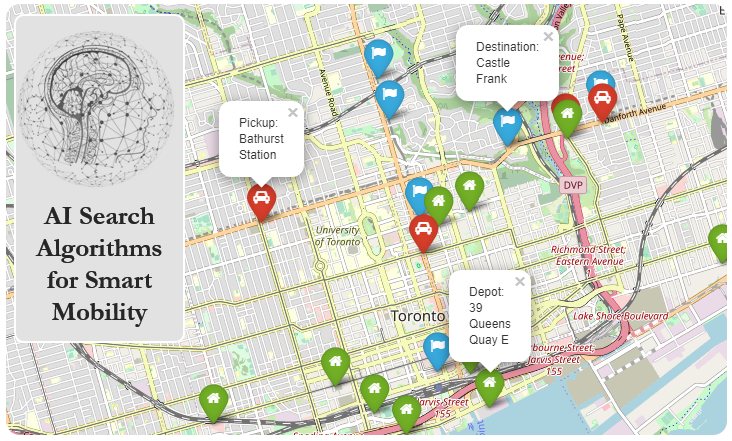 AI Search
Algorithms
for Smart
Mobility
Pickup:
Bathurst
Station
Destination:
Castle
Frank
Depot:
39
Queens
Quay E
Avenue Road
Pape Avenue
Danforth Avenue
DVP
University
of Toronto
Richmond Street;
Eastern Avenue
Toronto
Lake Shore Boulevard
Jarvis Street
155
Jarvis Street
155